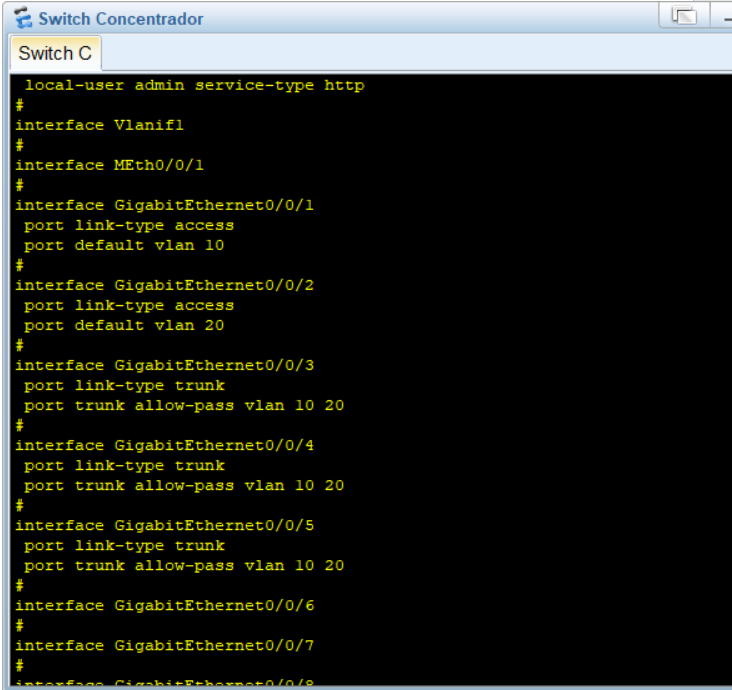 Switch Concentrador
Switch C
local-user admin service-type http
#
interface Vlanif1
#
interface MEth0/0/1
#
interface GigabitEthernet0/0/1
port link-type access
port default vlan 10
#
interface GigabitEthernet0/0/2
port link-type access
port default vlan 20
#
interface GigabitEthernet0/0/3
port link-type trunk
port trunk allow-pass vlan 10 20
#
interface GigabitEthernet0/0/4
port link-type trunk
port trunk allow-pass vlan 10 20
#
interface GigabitEthernet0/0/5
port link-type trunk
port trunk allow-pass vlan 10 20
#
interface GigabitEthernet0/0/6
#
interface GigabitEthernet0/0/7
#
interface GigabitEthernet0/0/8